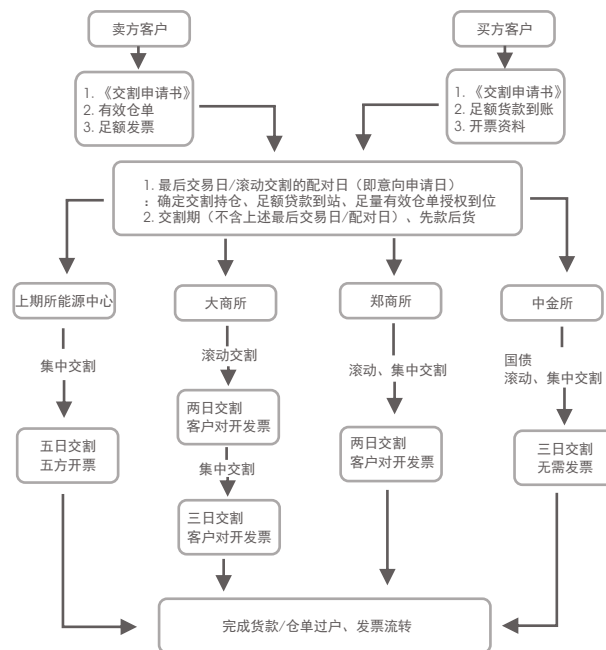 卖方客户
买方客户
1. 《交割申请书》
2. 有效仓单
3. 足额发票
1. 《交割申请书》
2. 足额货款到账
3. 开票资料
1. 最后交易日/滚动交割的配对日（即意向申请日）
：确定交割持仓、足额贷款到站、足量有效仓单授权到位
2. 交割期（不含上述最后交易日/配对日）、先款后货
上期所能源中心
大商所
郑商所
中金所
集中交割
滚动交割
滚动、集中交割
国债
滚动、集中交割
五日交割
五方开票
两日交割
客户对开发票
集中交割
三日交割
客户对开发票
两日交割
客户对开发票
三日交割
无需发票
完成货款/仓单过户、发票流转